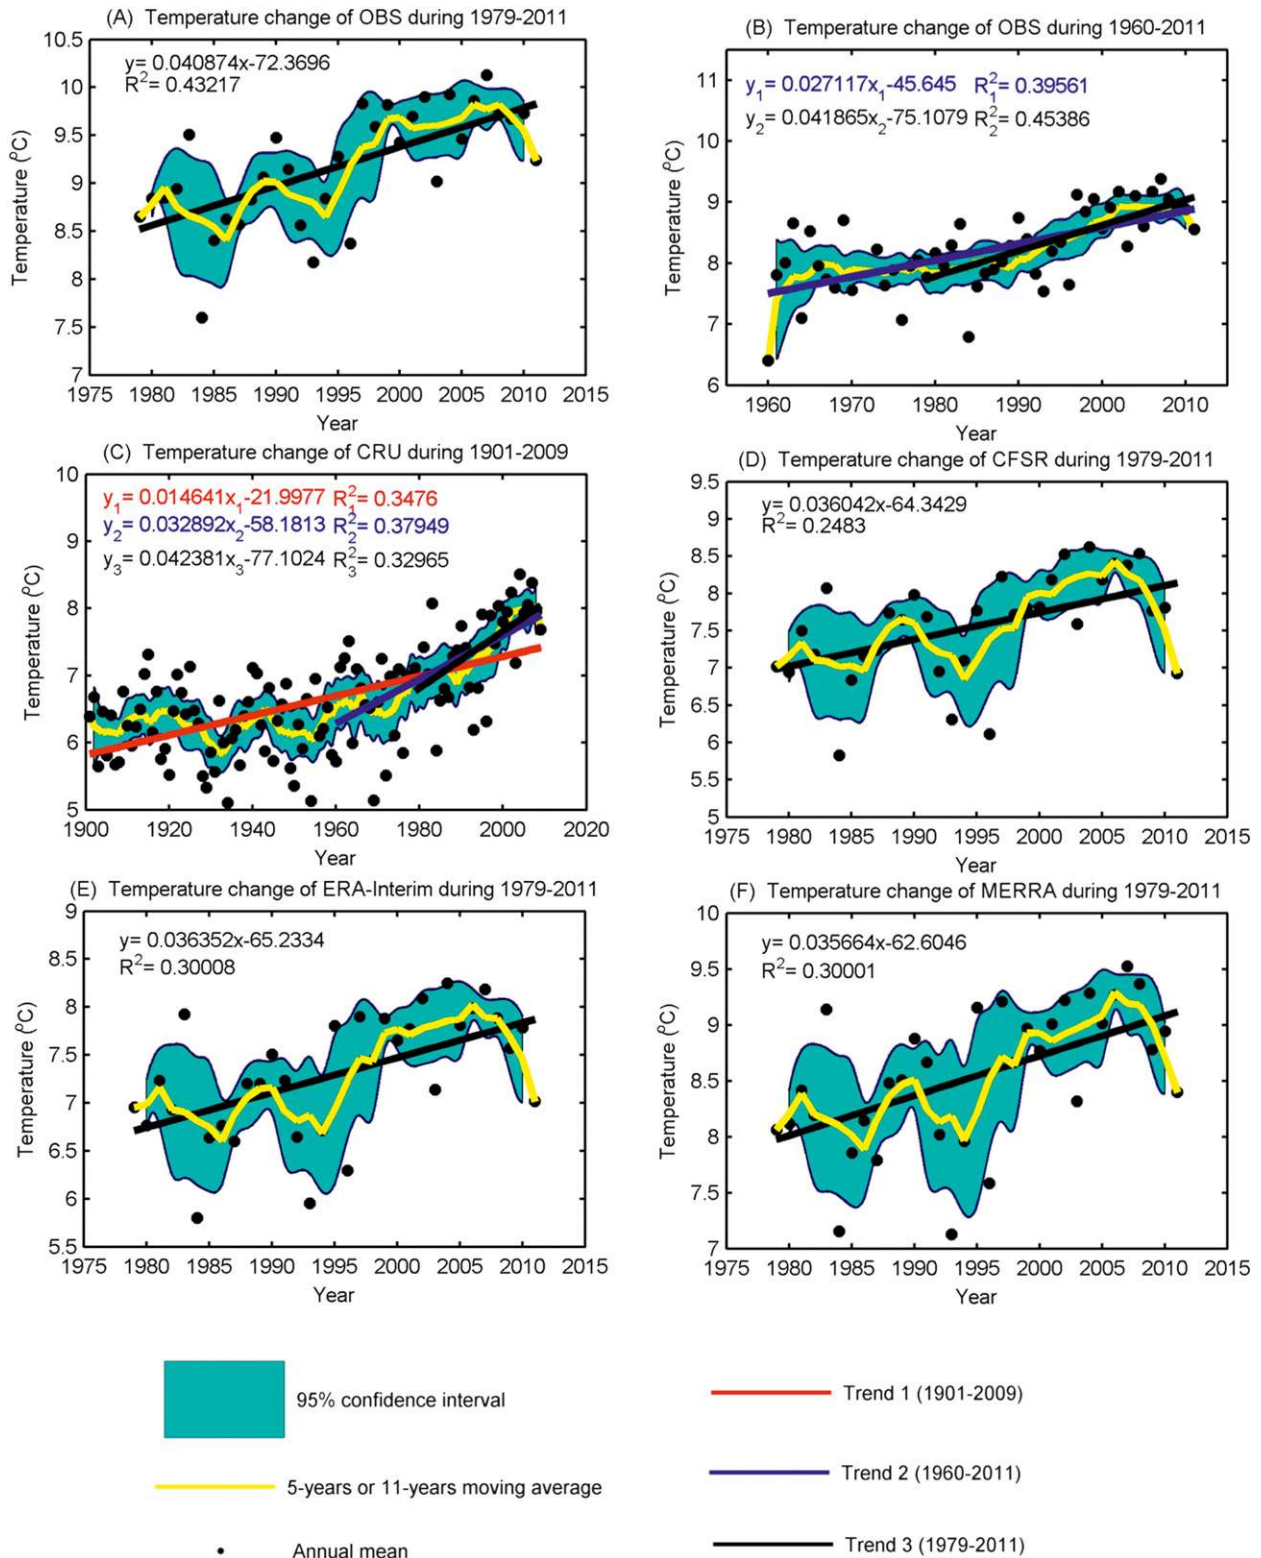 (A) Temperature change of OBS during 1979-2011
y= 0.040874x-72.3696
R²= 0.43217
Temperature (⁰C)
10.5
10
9.5
9
8.5
8
7.5
7
1975 1980 1985 1990 1995 2000 2005 2010 2015
Year
(B) Temperature change of OBS during 1960-2011
y₁= 0.027117x₁-45.645 R₁²= 0.39561
y₂= 0.041865x₂-75.1079 R₂²= 0.45386
Temperature (⁰C)
11
10
9
8
7
6
1960 1970 1980 1990 2000 2010
Year
(C) Temperature change of CRU during 1901-2009
y₁= 0.014641x₁-21.9977 R₁²= 0.3476
y₂= 0.032892x₂-58.1813 R₂²= 0.37949
y₃= 0.042381x₃-77.1024 R₃²= 0.32965
Temperature (⁰C)
10
9
8
7
6
5
1900 1920 1940 1960 1980 2000 2020
Year
(D) Temperature change of CFSR during 1979-2011
y= 0.036042x-64.3429
R²= 0.2483
Temperature (⁰C)
9.5
9
8.5
8
7.5
7
6.5
6
5.5
5
1975 1980 1985 1990 1995 2000 2005 2010 2015
Year
(E) Temperature change of ERA-Interim during 1979-2011
y= 0.036352x-65.2334
R²= 0.30008
Temperature (⁰C)
9
8.5
8
7.5
7
6.5
6
5.5
1975 1980 1985 1990 1995 2000 2005 2010 2015
Year
(F) Temperature change of MERRA during 1979-2011
y= 0.035664x-62.6046
R²= 0.30001
Temperature (⁰C)
10
9.5
9
8.5
8
7.5
7
1975 1980 1985 1990 1995 2000 2005 2010 2015
Year
95% confidence interval
5-years or 11-years moving average
Annual mean
Trend 1 (1901-2009)
Trend 2 (1960-2011)
Trend 3 (1979-2011)